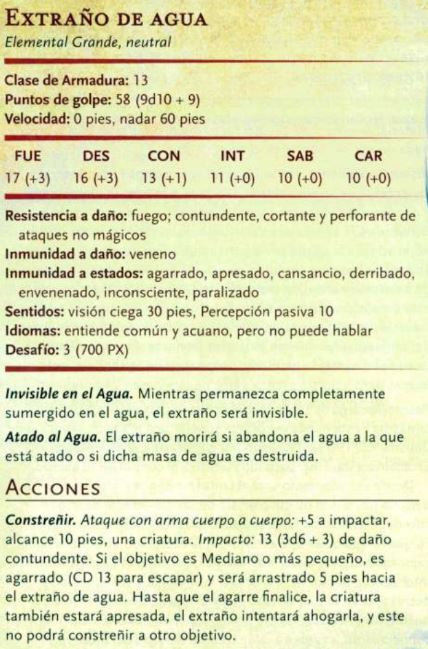 Extraño de agua
Elemental Grande, neutral
Clase de Armadura: 13
Puntos de golpe: 58 (9d10 + 9)
Velocidad: 0 pies, nadar 60 pies
FUE DES CON INT SAB CAR
17 (+3) 16 (+3) 13 (+1) 11 (+0) 10 (+0) 10 (+0)
Resistencia a daño: fuego; contundente, cortante y perforante de
ataques no mágicos
Inmunidad a daño: veneno
Inmunidad a estados: agarrado, apresado, cansancio, derribado,
envenenado, inconsciente, paralizado
Sentidos: visión ciega 30 pies, Percepción pasiva 10
Idiomas: entiende común y acuano, pero no puede hablar
Desafío: 3 (700 PX)
Invisible en el Agua. Mientras permanezca completamente
sumergido en el agua, el extraño será invisible.
Atado al Agua. El extraño morirá si abandona el agua a la que
está atado o si dicha masa de agua es destruida.
Acciones
Constreñir. Ataque con arma cuerpo a cuerpo: +5 a impactar,
alcance 10 pies, una criatura. Impacto: 13 (3d6 + 3) de daño
contundente. Si el objetivo es Mediano o más pequeño, es
agarrado (CD 13 para escapar) y será arrastrado 5 pies hacia
el extraño de agua. Hasta que el agarre finalice, la criatura
también estará apresada, el extraño intentará ahogarla, y este
no podrá constreñir a otro objetivo.